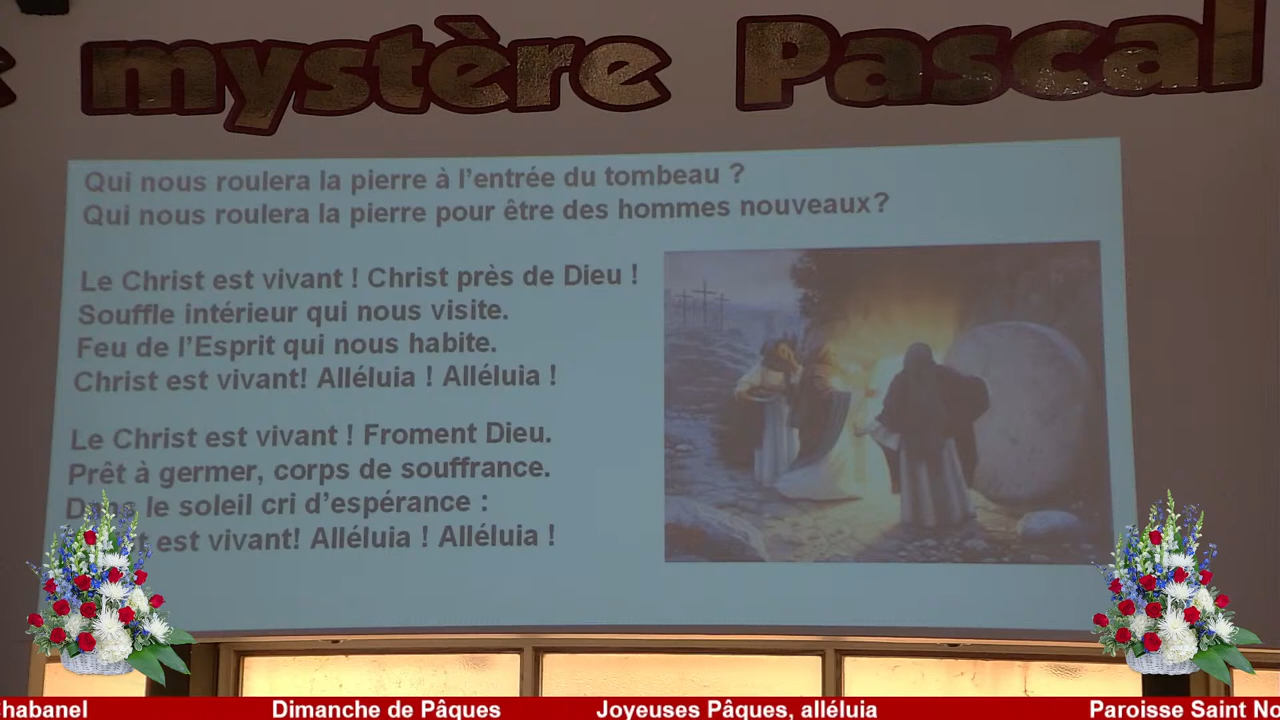 mystère Pascal
Qui nous roulera la pierre à l’entrée du tombeau ?
Qui nous roulera la pierre pour être des hommes nouveaux?
Le Christ est vivant ! Christ près de Dieu !
Souffle intérieur qui nous visite.
Feu de l’Esprit qui nous habite.
Christ est vivant! Alléluia ! Alléluia !
Le Christ est vivant ! Froment Dieu.
Prêt à germer, corps de souffrance.
Dans le soleil cri d’espérance :
est vivant! Alléluia ! Alléluia !
habanel Dimanche de Pâques Joyeuses Pâques, alléluia Paroisse Saint No